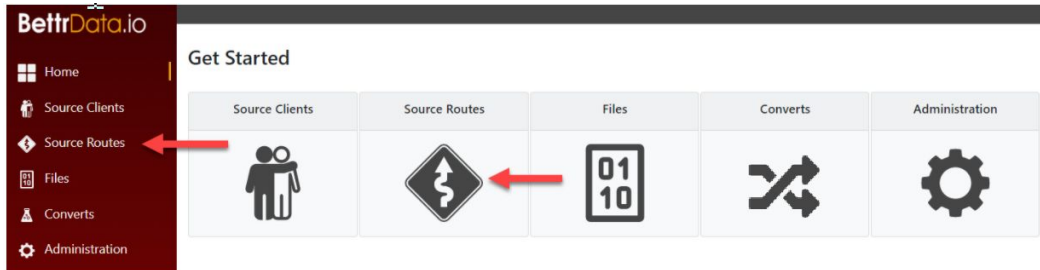 BettrData.io
Home
Source Clients
Source Routes
Files
Converts
Administration
Get Started
Source Clients
Source Routes
Files
Converts
Administration
01
10